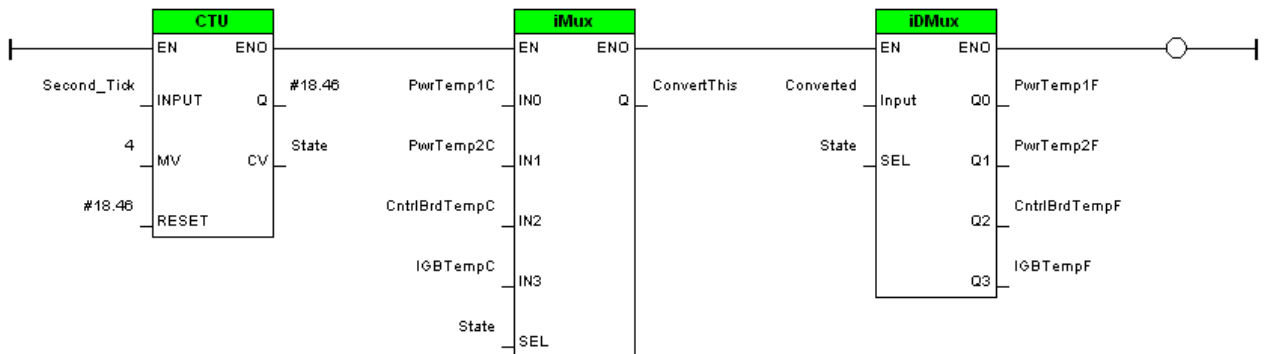 CTU iMux iDMux
EN ENO EN ENO EN ENO
Second_Tick INPUT Q #18.46 PwrTemp1C IN0 Q ConvertThis Converted Input Q0 PwrTemp1F
4 MV CV State PwrTemp2C IN1 State SEL Q1 PwrTemp2F
#18.46 RESET CntrlBrdTempC IN2 Q2 CntrlBrdTempF
IGBTempC IN3 Q3 IGBTempF
State SEL